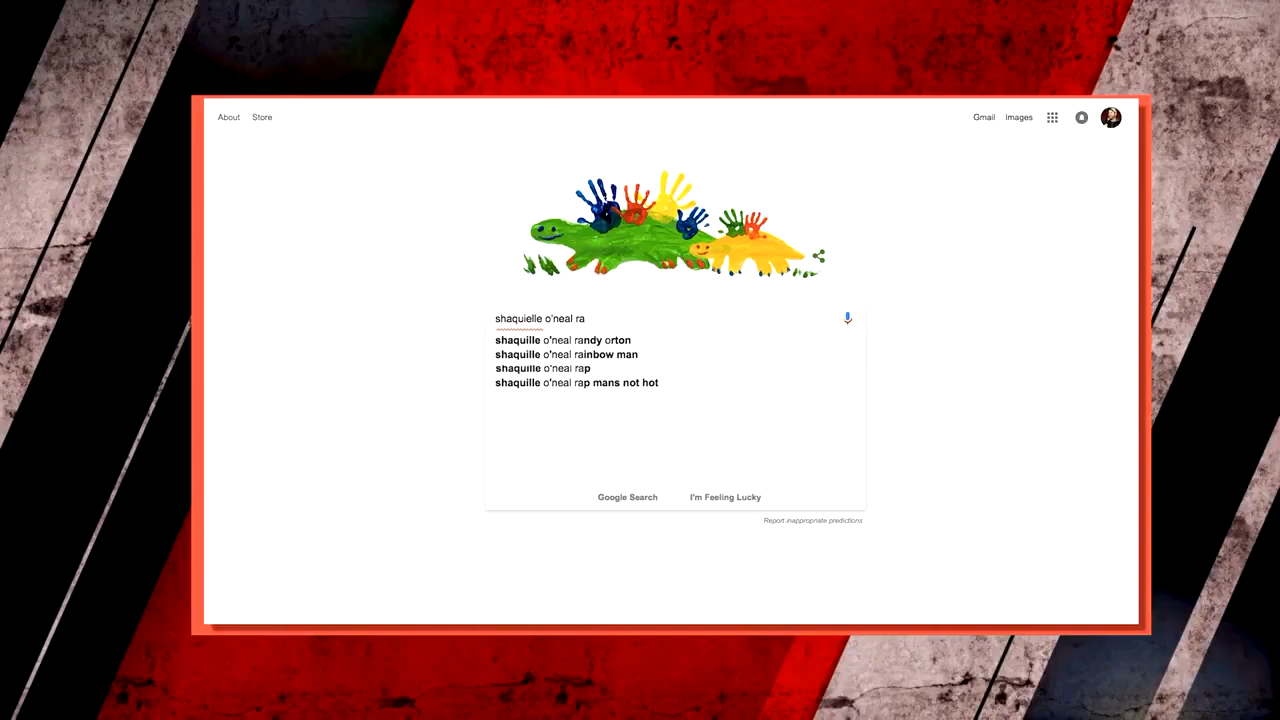 About Store Gmail Images
shaquielle o'neal ra
shaquille o'neal randy orton
shaquille o'neal rainbow man
shaquille o'neal rap
shaquille o'neal rap mans not hot
Google Search I'm Feeling Lucky
Report inappropriate predictions